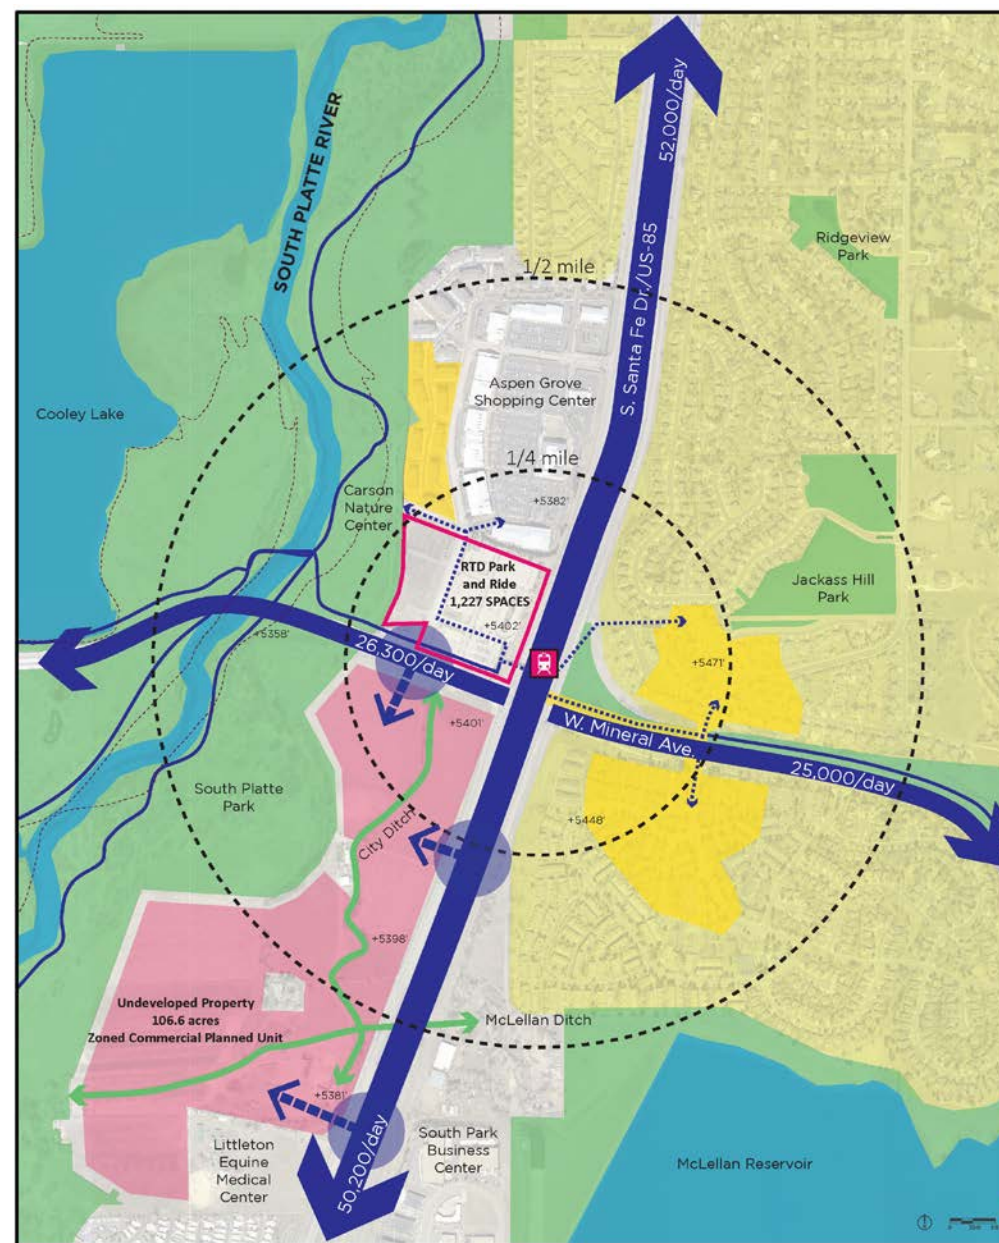 52,000/day
SOUTH PLATTE RIVER
Ridgeview
Park
1/2 mile
S. Santa Fe Dr./US-85
Aspen Grove
Shopping Center
Cooley Lake
1/4 mile
Carson
Nature
Center
+5382'
RTD Park
and Ride
1,227 SPACES
+5402'
Jackass Hill
Park
+5358'
26,300/day
+5471'
+5401'
W. Mineral Ave.
25,000/day
South Platte
Park
City Ditch
+5448'
+5398'
Undeveloped Property
106.6 acres
Zoned Commercial Planned Unit
McLellan Ditch
+5381'
50,200/day
Littleton
Equine
Medical
Center
South Park
Business
Center
McLellan Reservoir